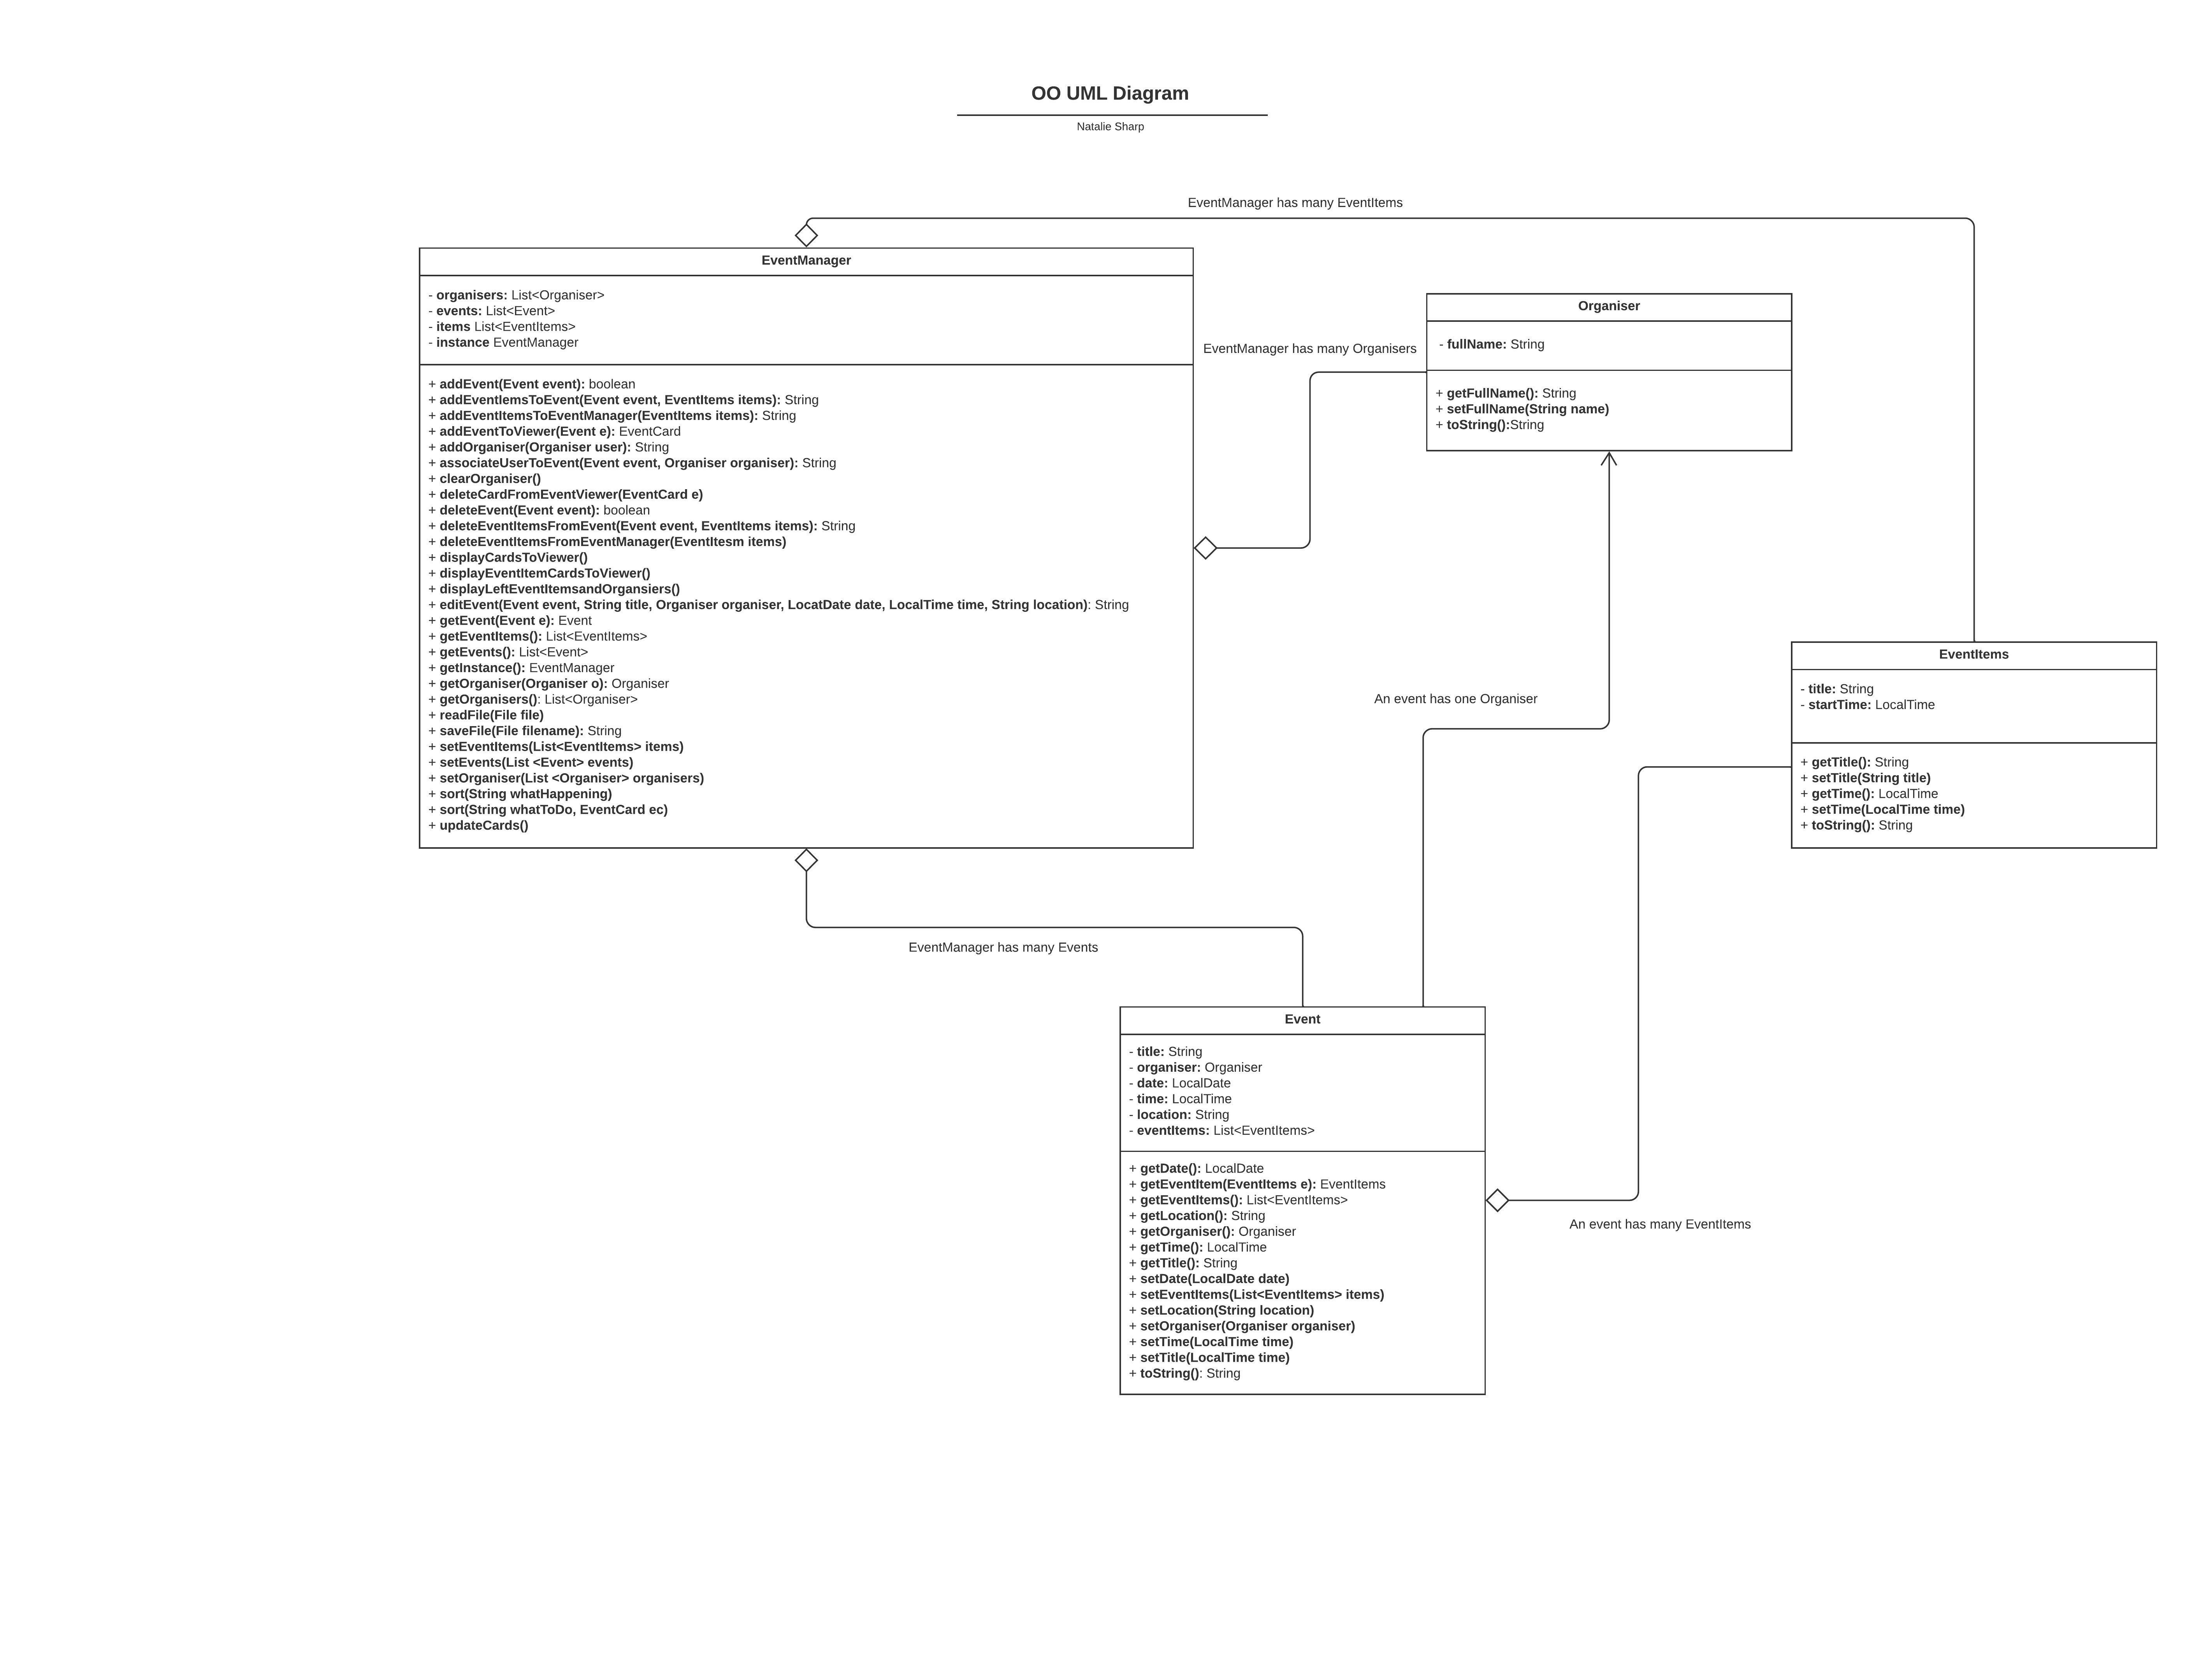 OO UML Diagram
Natalie Sharp
EventManager has many EventItems
EventManager
- organisers: List<Organiser>
- events: List<Event>
- items List<EventItems>
- instance EventManager
+ addEvent(Event event): boolean
+ addEventIemsToEvent(Event event, EventItems items): String
+ addEventItemsToEventManager(EventItems items): String
+ addEventToViewer(Event e): EventCard
+ addOrganiser(Organiser user): String
+ associateUserToEvent(Event event, Organiser organiser): String
+ clearOrganiser()
+ deleteCardFromEventViewer(EventCard e)
+ deleteEvent(Event event): boolean
+ deleteEventItemsFromEvent(Event event, EventItems items): String
+ deleteEventItemsFromEventManager(EventItesm items)
+ displayCardsToViewer()
+ displayEventItemCardsToViewer()
+ displayLeftEventItemsandOrgansiers()
+ editEvent(Event event, String title, Organiser organiser, LocatDate date, LocalTime time, String location): String
+ getEvent(Event e): Event
+ getEventItems(): List<EventItems>
+ getEvents(): List<Event>
+ getInstance(): EventManager
+ getOrganiser(Organiser o): Organiser
+ getOrganisers(): List<Organiser>
+ readFile(File file)
+ saveFile(File filename): String
+ setEventItems(List<EventItems> items)
+ setEvents(List <Event> events)
+ setOrganiser(List <Organiser> organisers)
+ sort(String whatHappening)
+ sort(String whatToDo, EventCard ec)
+ updateCards()
EventManager has many Organisers
Organiser
- fullName: String
+ getFullName(): String
+ setFullName(String name)
+ toString():String
An event has one Organiser
EventItems
- title: String
- startTime: LocalTime
+ getTitle(): String
+ setTitle(String title)
+ getTime(): LocalTime
+ setTime(LocalTime time)
+ toString(): String
EventManager has many Events
Event
- title: String
- organiser: Organiser
- date: LocalDate
- time: LocalTime
- location: String
- eventItems: List<EventItems>
+ getDate(): LocalDate
+ getEventItem(EventItems e): EventItems
+ getEventItems(): List<EventItems>
+ getLocation(): String
+ getOrganiser(): Organiser
+ getTime(): LocalTime
+ getTitle(): String
+ setDate(LocalDate date)
+ setEventItems(List<EventItems> items)
+ setLocation(String location)
+ setOrganiser(Organiser organiser)
+ setTime(LocalTime time)
+ setTitle(LocalTime time)
+ toString(): String
An event has many EventItems